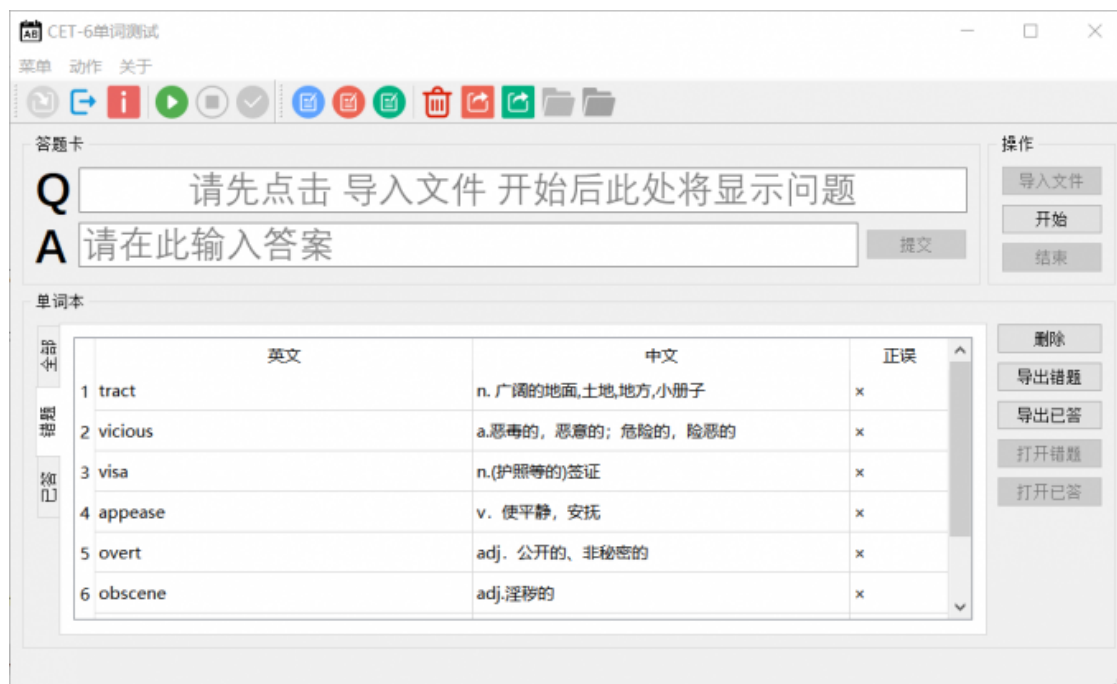 CET-6单词测试
菜单 动作 关于
答题卡
Q 请先点击 导入文件 开始后此处将显示问题
A 请在此输入答案 提交
操作
导入文件
开始
结束
单词本
全部
错题
已答
英文 中文 正误
1 tract n. 广阔的地面,土地,地方,小册子 ×
2 vicious a.恶毒的，恶意的；危险的，险恶的 ×
3 visa n.(护照等的)签证 ×
4 appease v．使平静，安抚 ×
5 overt adj．公开的、非秘密的 ×
6 obscene adj.淫秽的 ×
删除
导出错题
导出已答
打开错题
打开已答